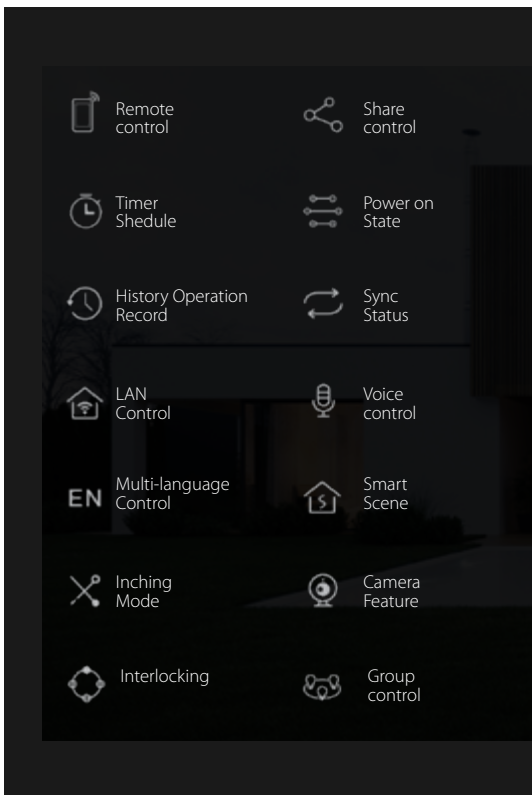 Remote
control
Share
control
Timer
Shedule
Power on
State
History Operation
Record
Sync
Status
LAN
Control
Voice
control
EN
Multi-language
Control
S
Smart
Scene
Inching
Mode
Camera
Feature
Interlocking
Group
control